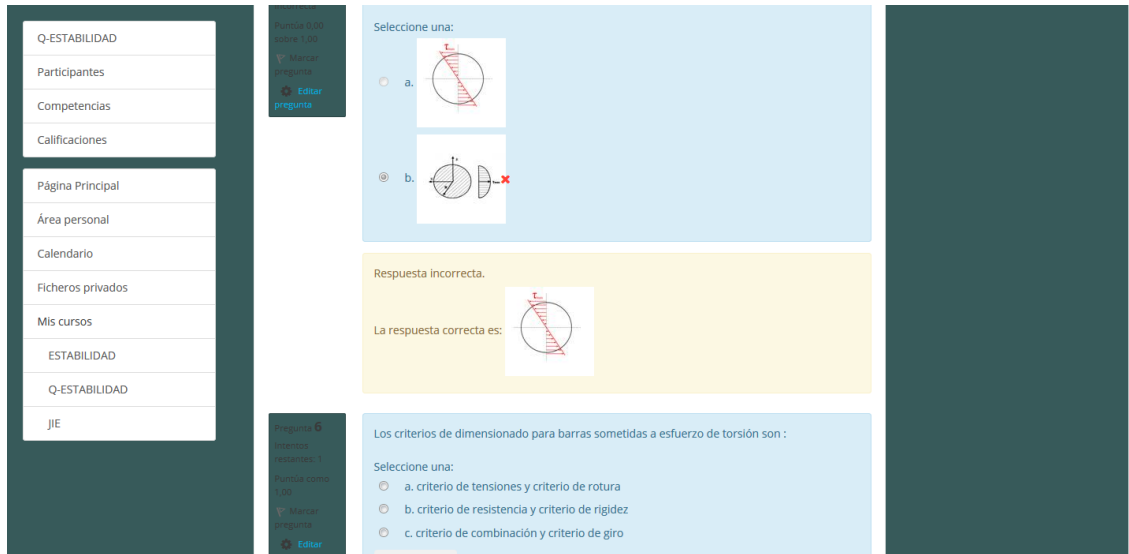 Q-ESTABILIDAD
Participantes
Competencias
Calificaciones
Página Principal
Área personal
Calendario
Ficheros privados
Mis cursos
ESTABILIDAD
Q-ESTABILIDAD
JIE
incorrecta
Puntúa 0,00
sobre 1,00
Marcar
pregunta
Editar
pregunta
Seleccione una:
a.
b.
Respuesta incorrecta.
La respuesta correcta es:
Pregunta 6
Intentos
restantes: 1
Puntúa como
1,00
Marcar
pregunta
Editar
Los criterios de dimensionado para barras sometidas a esfuerzo de torsión son :
Seleccione una:
a. criterio de tensiones y criterio de rotura
b. criterio de resistencia y criterio de rigidez
c. criterio de combinación y criterio de giro